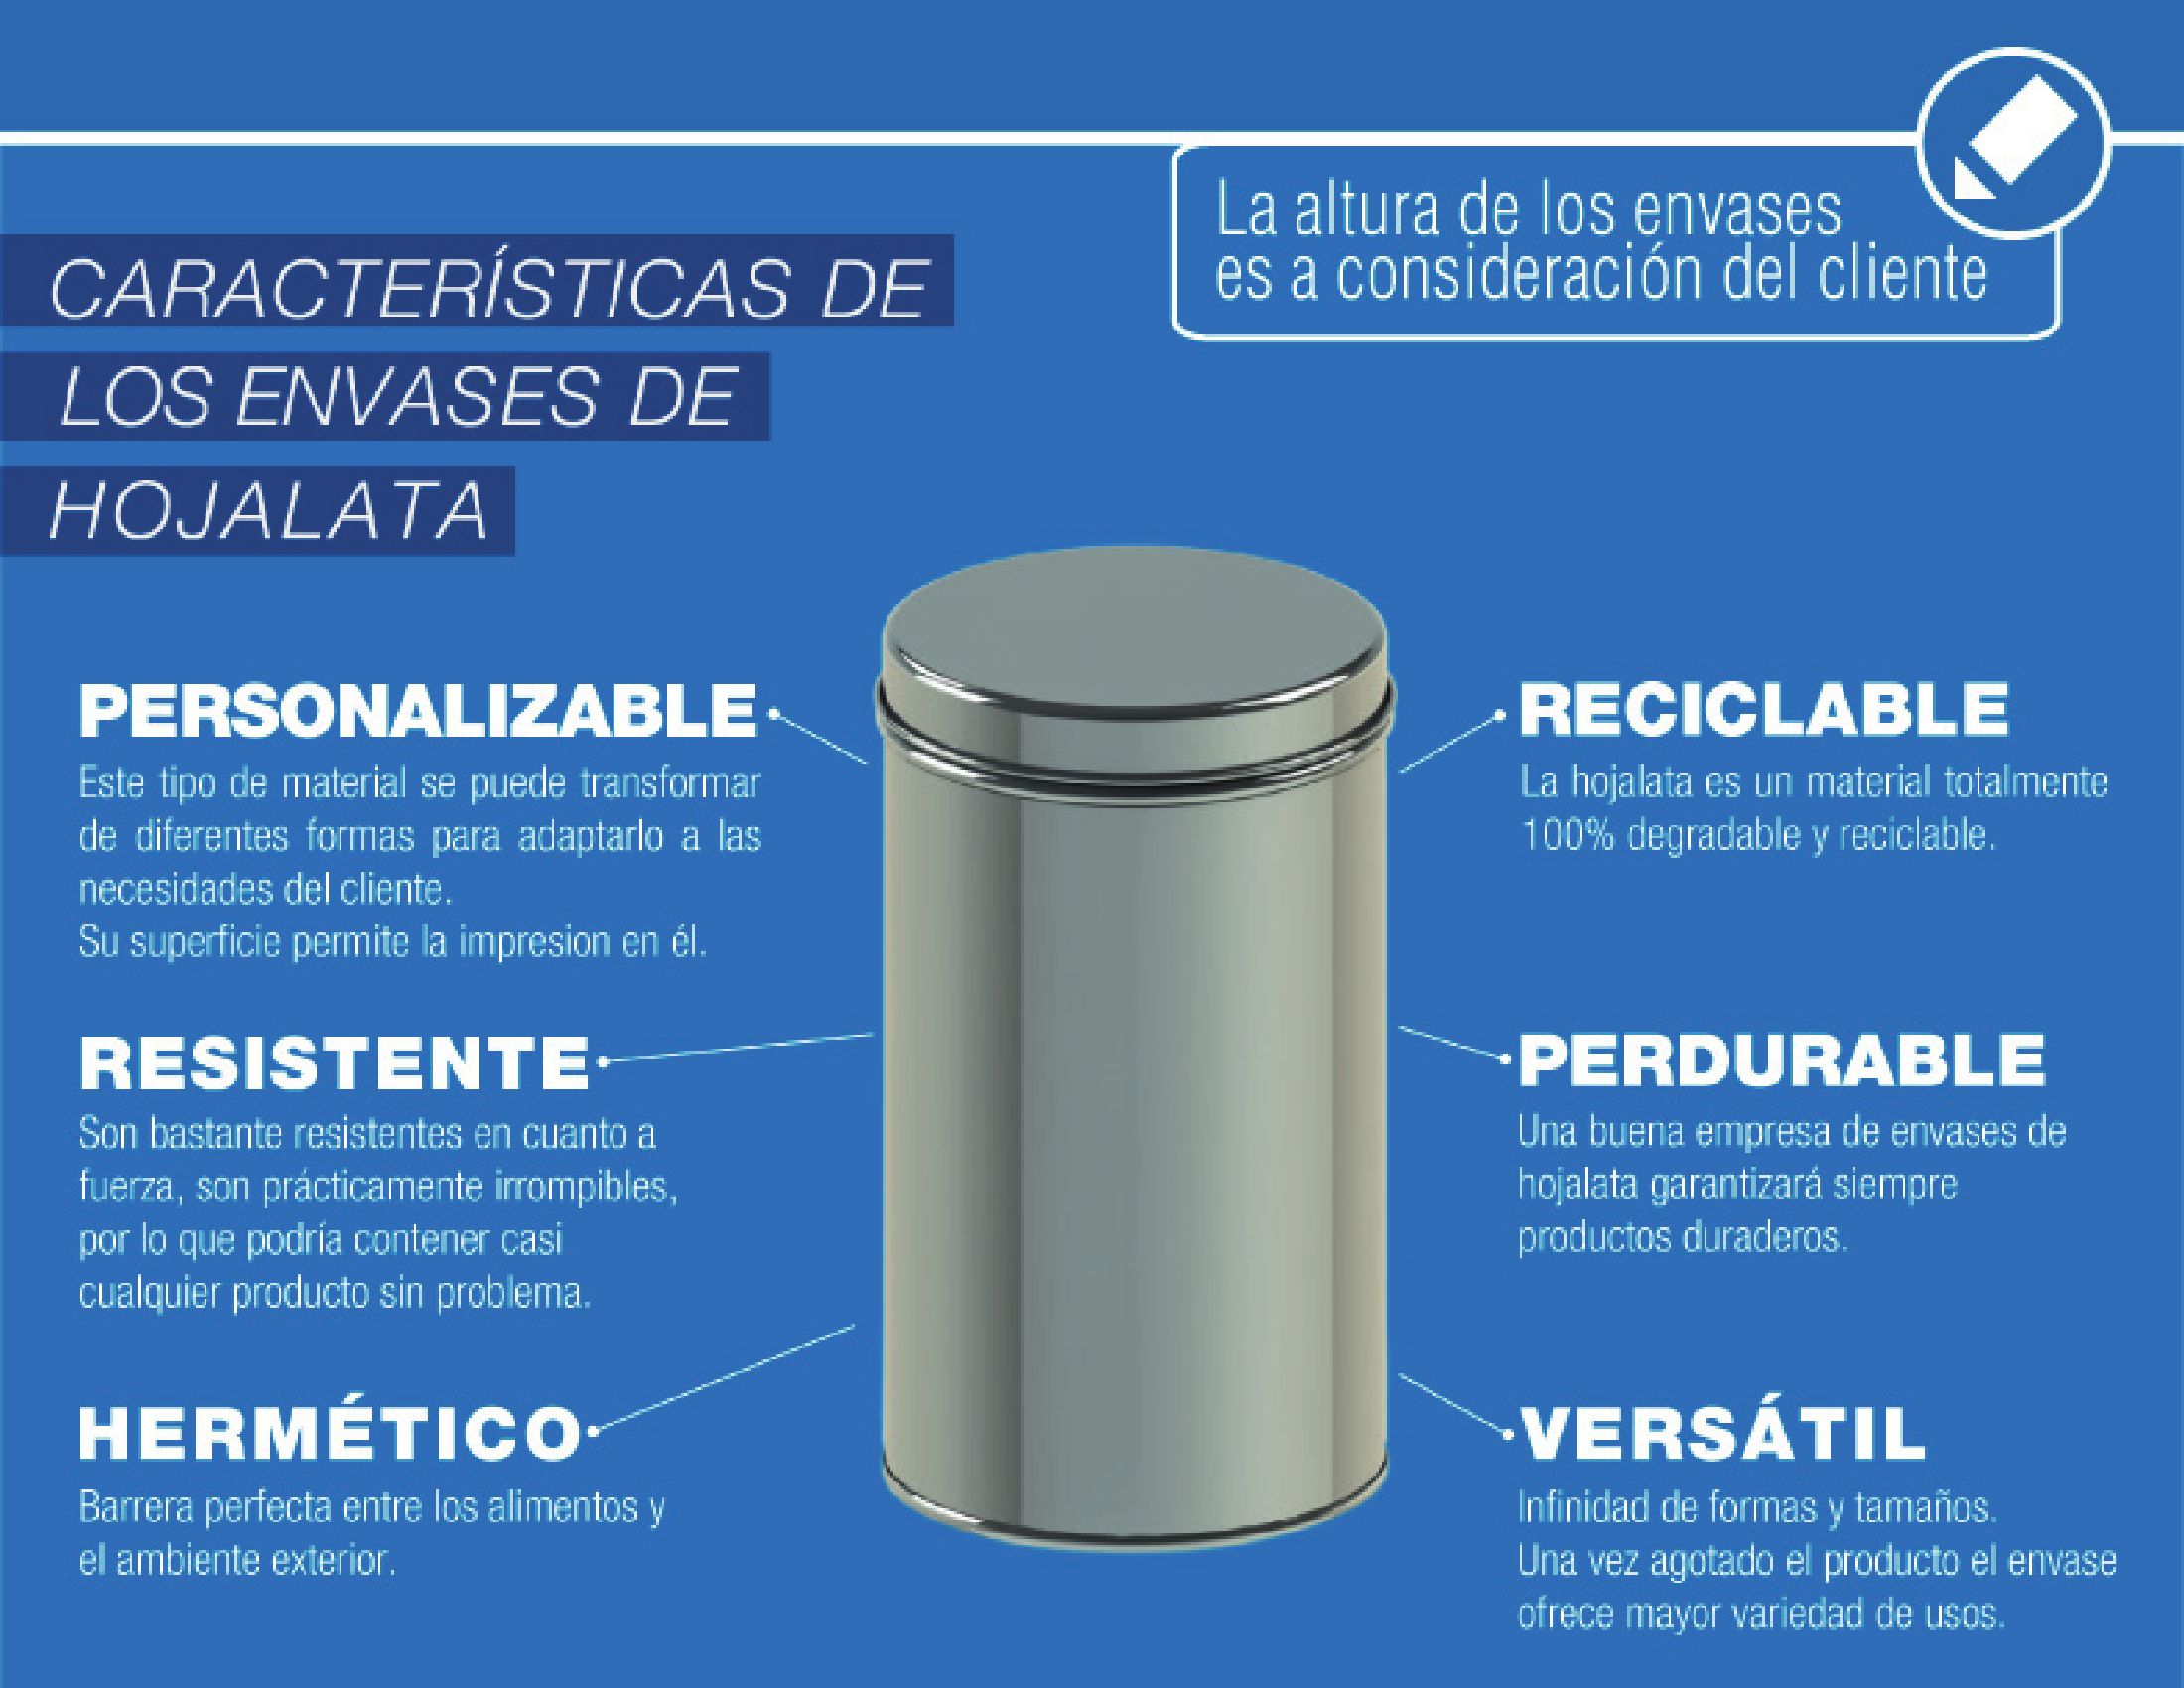 La altura de los envases
es a consideración del cliente
CARACTERÍSTICAS DE
LOS ENVASES DE
HOJALATA
PERSONALIZABLE
Este tipo de material se puede transformar
de diferentes formas para adaptarlo a las
necesidades del cliente.
Su superficie permite la impresion en él.
RESISTENTE
Son bastante resistentes en cuanto a
fuerza, son prácticamente irrompibles,
por lo que podría contener casi
cualquier producto sin problema.
HERMÉTICO
Barrera perfecta entre los alimentos y
el ambiente exterior.
RECICLABLE
La hojalata es un material totalmente
100% degradable y reciclable.
PERDURABLE
Una buena empresa de envases de
hojalata garantizará siempre
productos duraderos.
VERSÁTIL
Infinidad de formas y tamaños.
Una vez agotado el producto el envase
ofrece mayor variedad de usos.